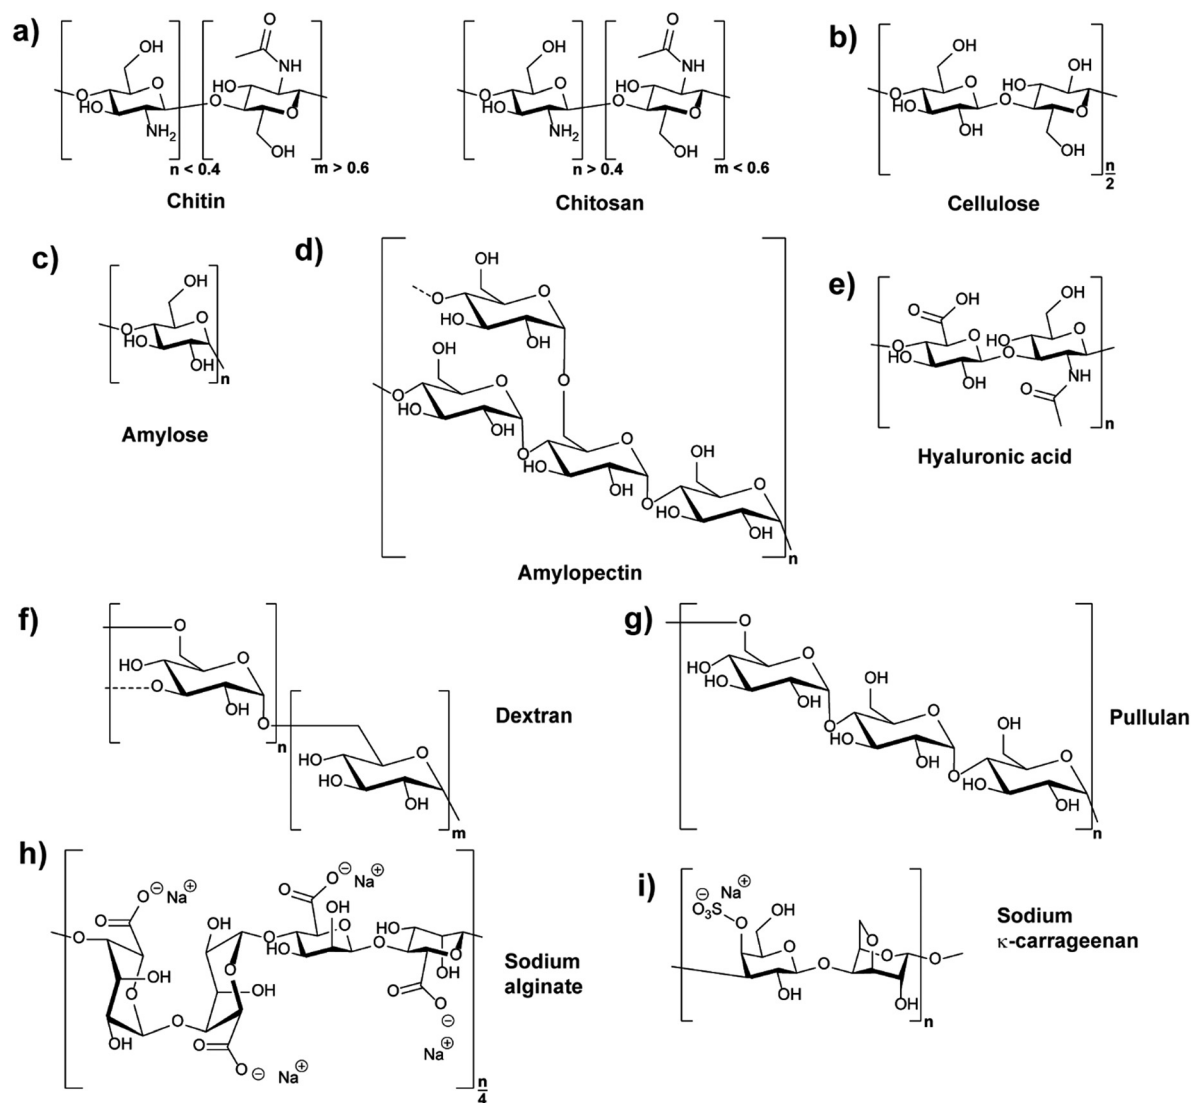 a)
O
OH
NH
O
HO
O
HO
O
O
NH₂
OH
n < 0.4
m > 0.6
Chitin
O
OH
NH
O
HO
O
HO
O
O
NH₂
OH
n > 0.4
m < 0.6
Chitosan
b)
OH
OH
O
HO
O
HO
O
O
OH
OH
n
2
Cellulose
c)
OH
O
O
HO
OH
n
Amylose
d)
OH
O
O
HO
OH
OH
O
O
O
HO
OH
O
O
HO
OH
OH
O
O
HO
OH
n
Amylopectin
e)
O
OH
OH
O
HO
O
O
HO
O
OH
NH
O
n
Hyaluronic acid
f)
O
HO
O
O
OH
O
n
HO
O
HO
OH
m
Dextran
g)
O
HO
O
HO
OH
OH
O
O
HO
OH
OH
O
O
HO
OH
n
Pullulan
h)
O
O⊖ Na⊕
O
O
O⊖ Na⊕
OH
OH
O
HO
O
HO
O
O
O
O
OH
OH
O
OH
O
OH
O
O
⊖
Na⊕
O
O⊖ Na⊕
n
4
Sodium
alginate
i)
⊖ Na⊕
O₃S
O
OH
O
O
O
O
O
OH
OH
n
Sodium
κ-carrageenan